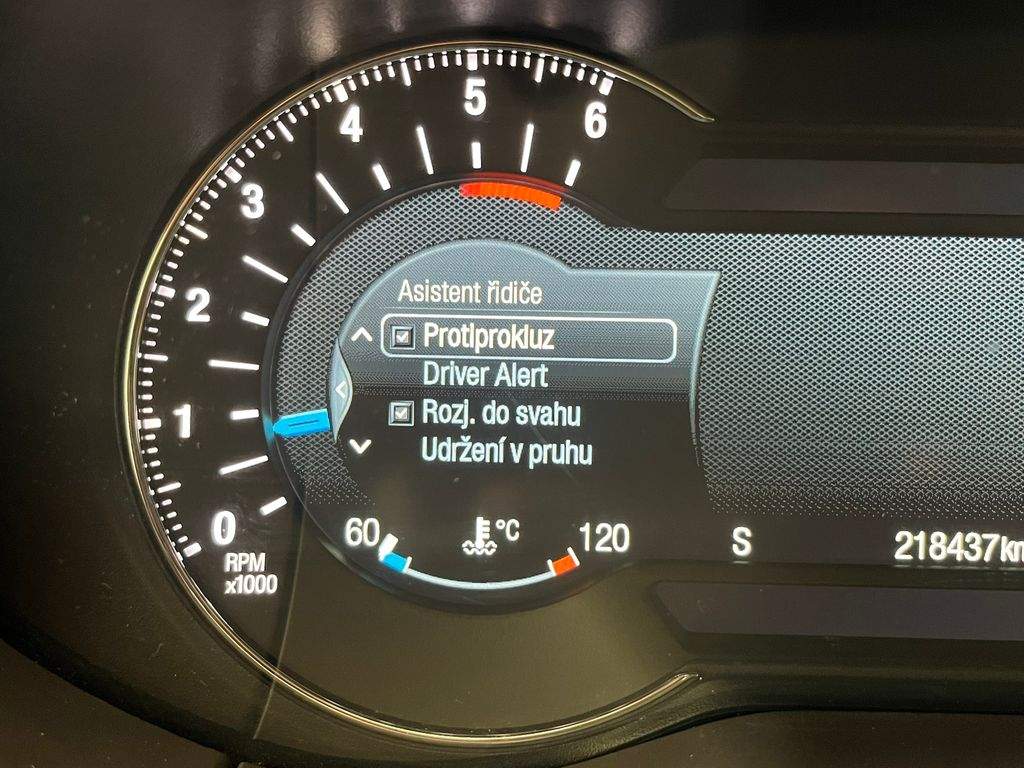 6
5
4
3
2
1
0
RPM
x1000
Asistent řidiče
Protiprokluz
Driver Alert
Rozj. do svahu
Udržení v pruhu
60 °C 120
S 218437km